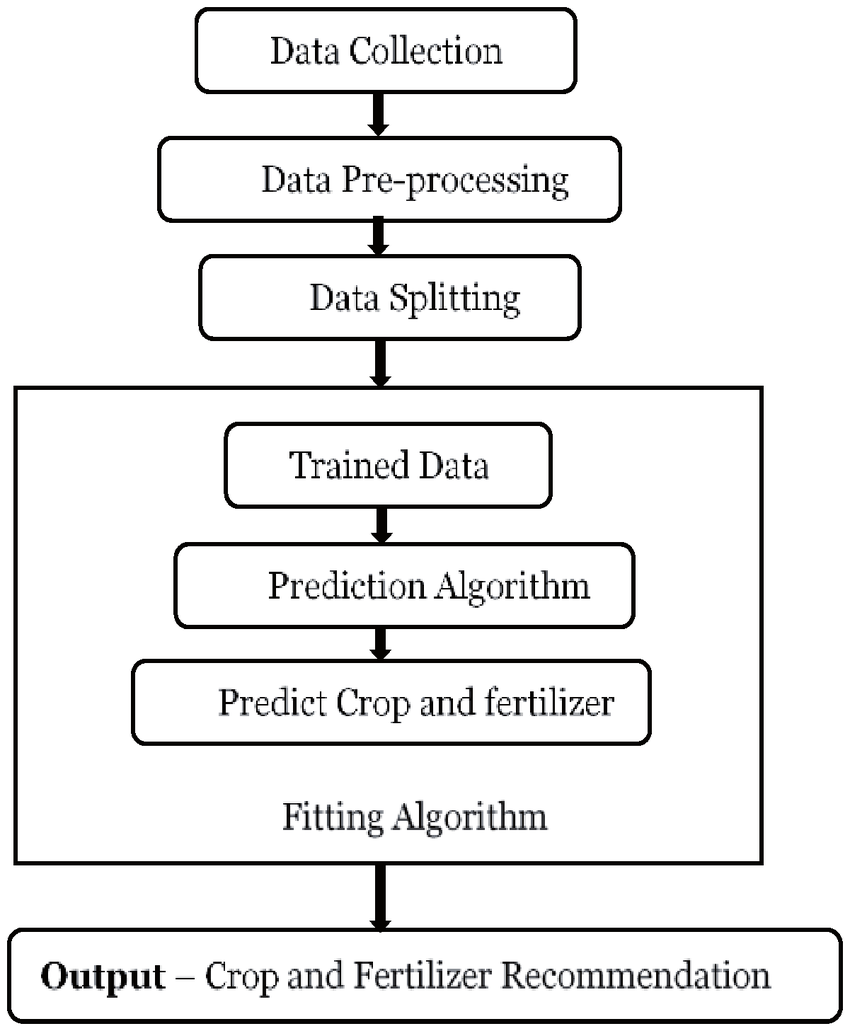 Data Collection
Data Pre-processing
Data Splitting
Trained Data
Prediction Algorithm
Predict Crop and fertilizer
Fitting Algorithm
Output – Crop and Fertilizer Recommendation